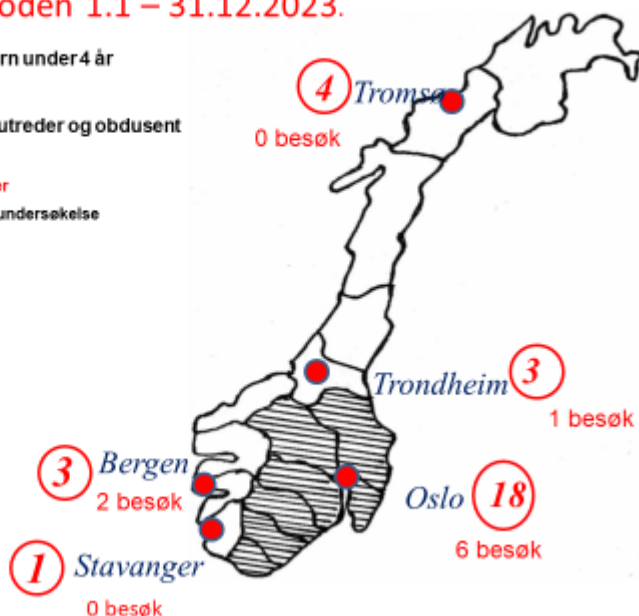 oden 1.1 – 31.12.2023.
rn under 4 år
utreder og obdusent
er
undersøkelse
4 Tromsø
0 besøk
Trondheim 3
1 besøk
3 Bergen
2 besøk
Oslo 18
6 besøk
1 Stavanger
0 besøk